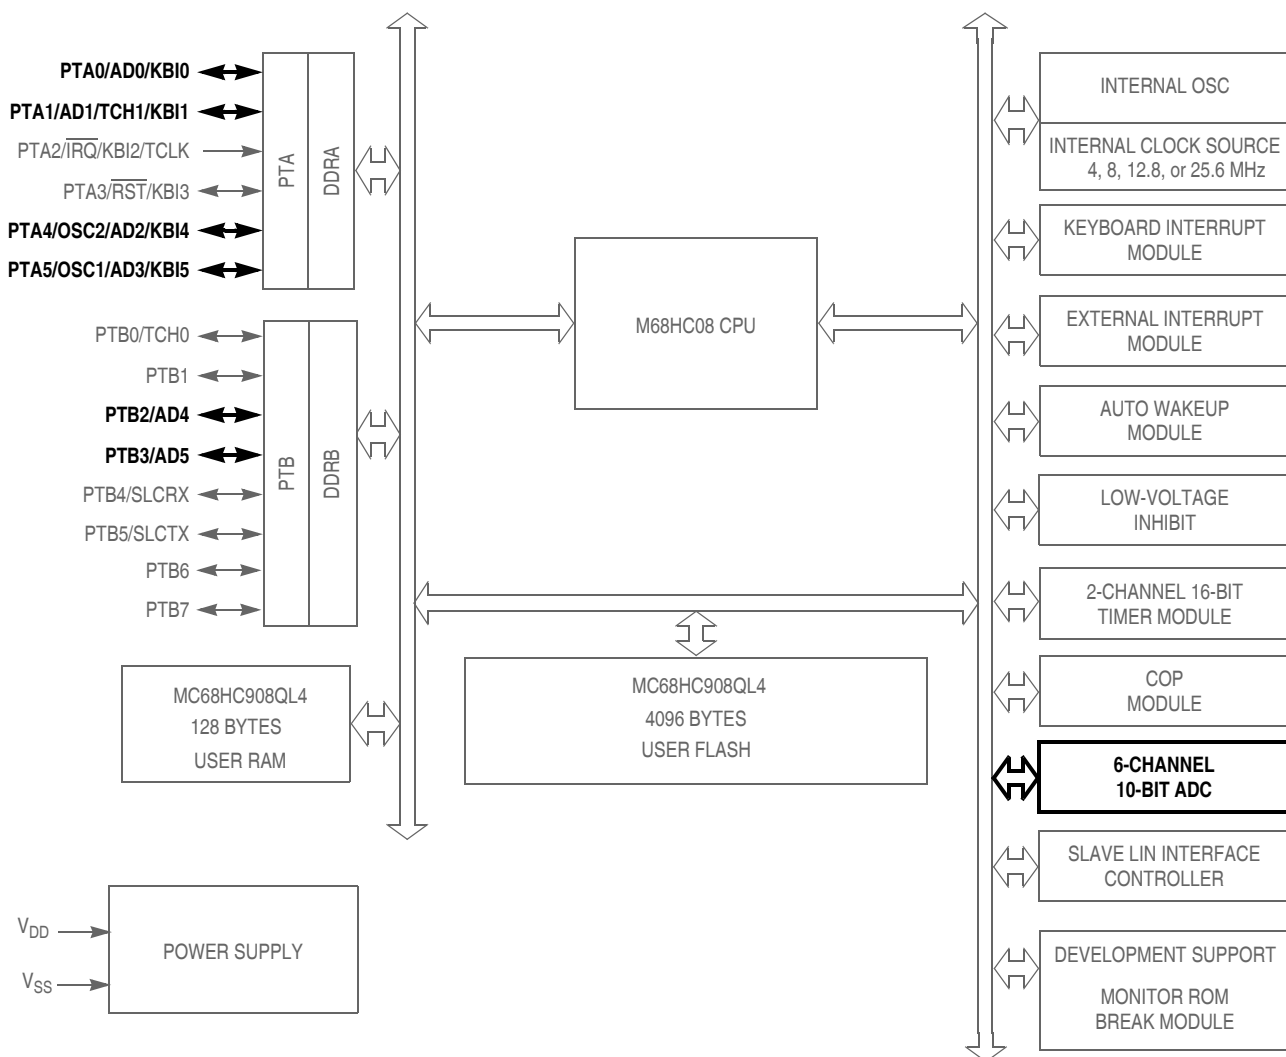 PTA0/AD0/KBI0
PTA1/AD1/TCH1/KBI1
PTA2/IRQ/KBI2/TCLK
PTA3/RST/KBI3
PTA4/OSC2/AD2/KBI4
PTA5/OSC1/AD3/KBI5
PTA
DDRA
PTB0/TCH0
PTB1
PTB2/AD4
PTB3/AD5
PTB4/SLCRX
PTB5/SLCTX
PTB6
PTB7
PTB
DDRB
M68HC08 CPU
MC68HC908QL4
128 BYTES
USER RAM
MC68HC908QL4
4096 BYTES
USER FLASH
VDD
VSS
POWER SUPPLY
INTERNAL OSC
INTERNAL CLOCK SOURCE
4, 8, 12.8, or 25.6 MHz
KEYBOARD INTERRUPT
MODULE
EXTERNAL INTERRUPT
MODULE
AUTO WAKEUP
MODULE
LOW-VOLTAGE
INHIBIT
2-CHANNEL 16-BIT
TIMER MODULE
COP
MODULE
6-CHANNEL
10-BIT ADC
SLAVE LIN INTERFACE
CONTROLLER
DEVELOPMENT SUPPORT
MONITOR ROM
BREAK MODULE